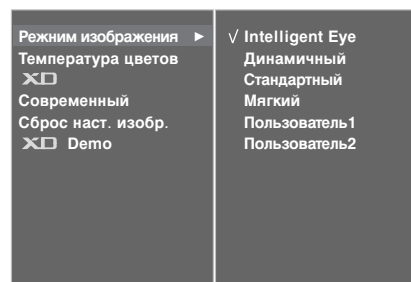 Режим изображения ►
Температура цветов
XD
Современный
Сброс наст. изобр.
XD Demo
√ Intelligent Eye
Динамичный
Стандартный
Мягкий
Пользователь1
Пользователь2